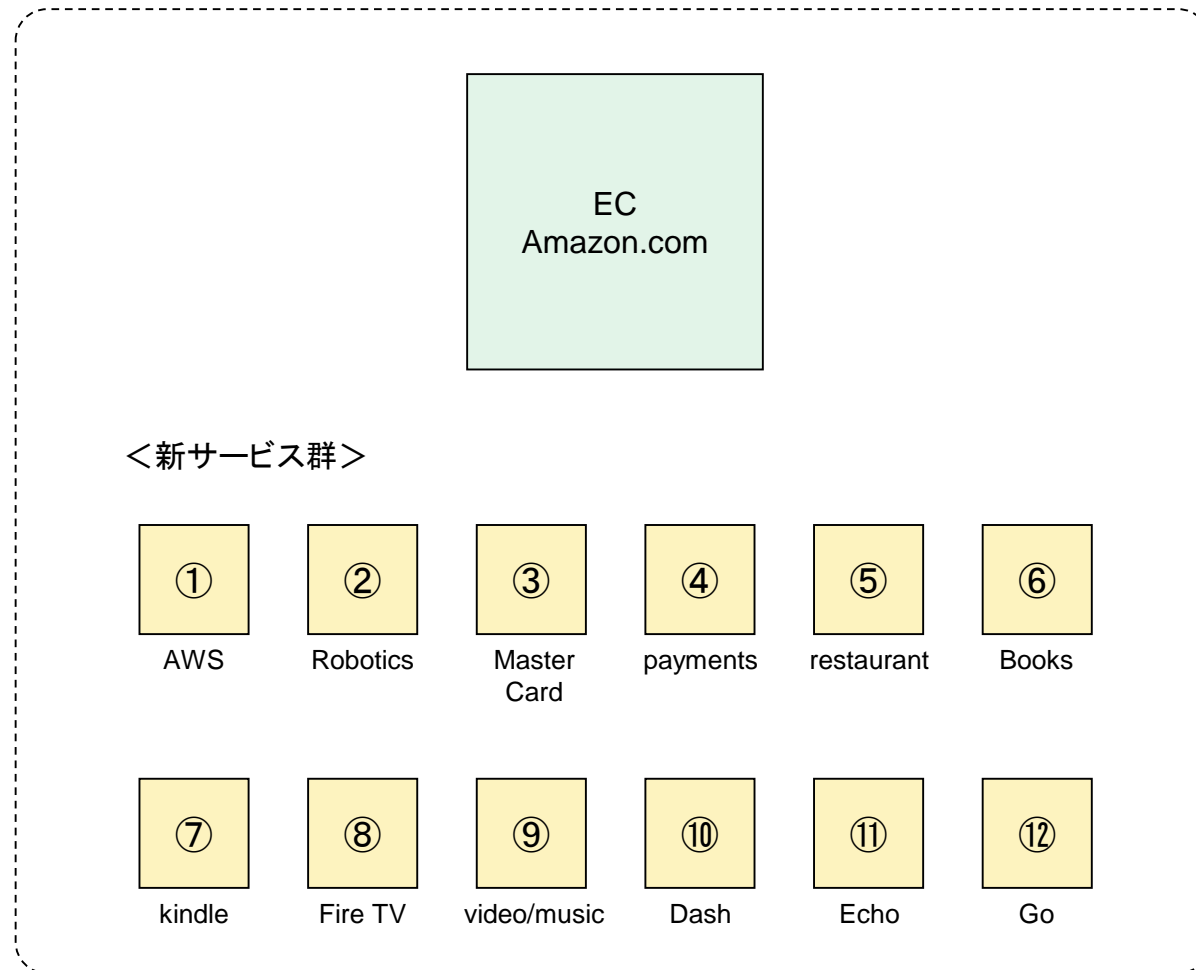 EC
Amazon.com
＜新サービス群＞
① ② ③ ④ ⑤ ⑥
AWS Robotics Master Card payments restaurant Books
⑦ ⑧ ⑨ ⑩ ⑪ ⑫
kindle Fire TV video/music Dash Echo Go